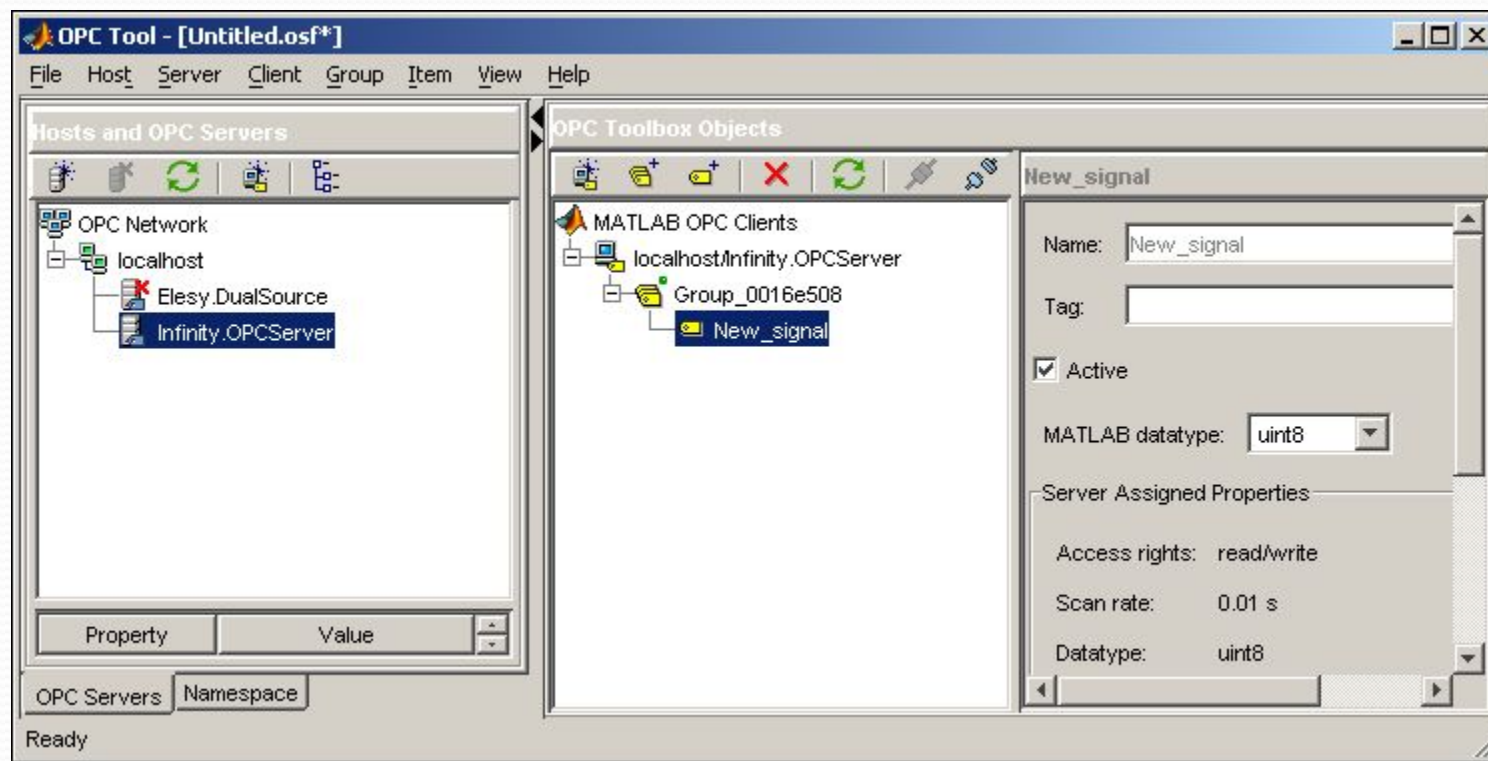 OPC Tool - [Untitled.osf*]
File Host Server Client Group Item View Help
Hosts and OPC Servers
OPC Network
localhost
Elesy.DualSource
Infinity.OPCServer
Property Value
OPC Servers Namespace
OPC Toolbox Objects
MATLAB OPC Clients
localhost/Infinity.OPCServer
Group_0016e508
New_signal
New_signal
Name: New_signal
Tag:
Active
MATLAB datatype: uint8
Server Assigned Properties
Access rights: read/write
Scan rate: 0.01 s
Datatype: uint8
Ready